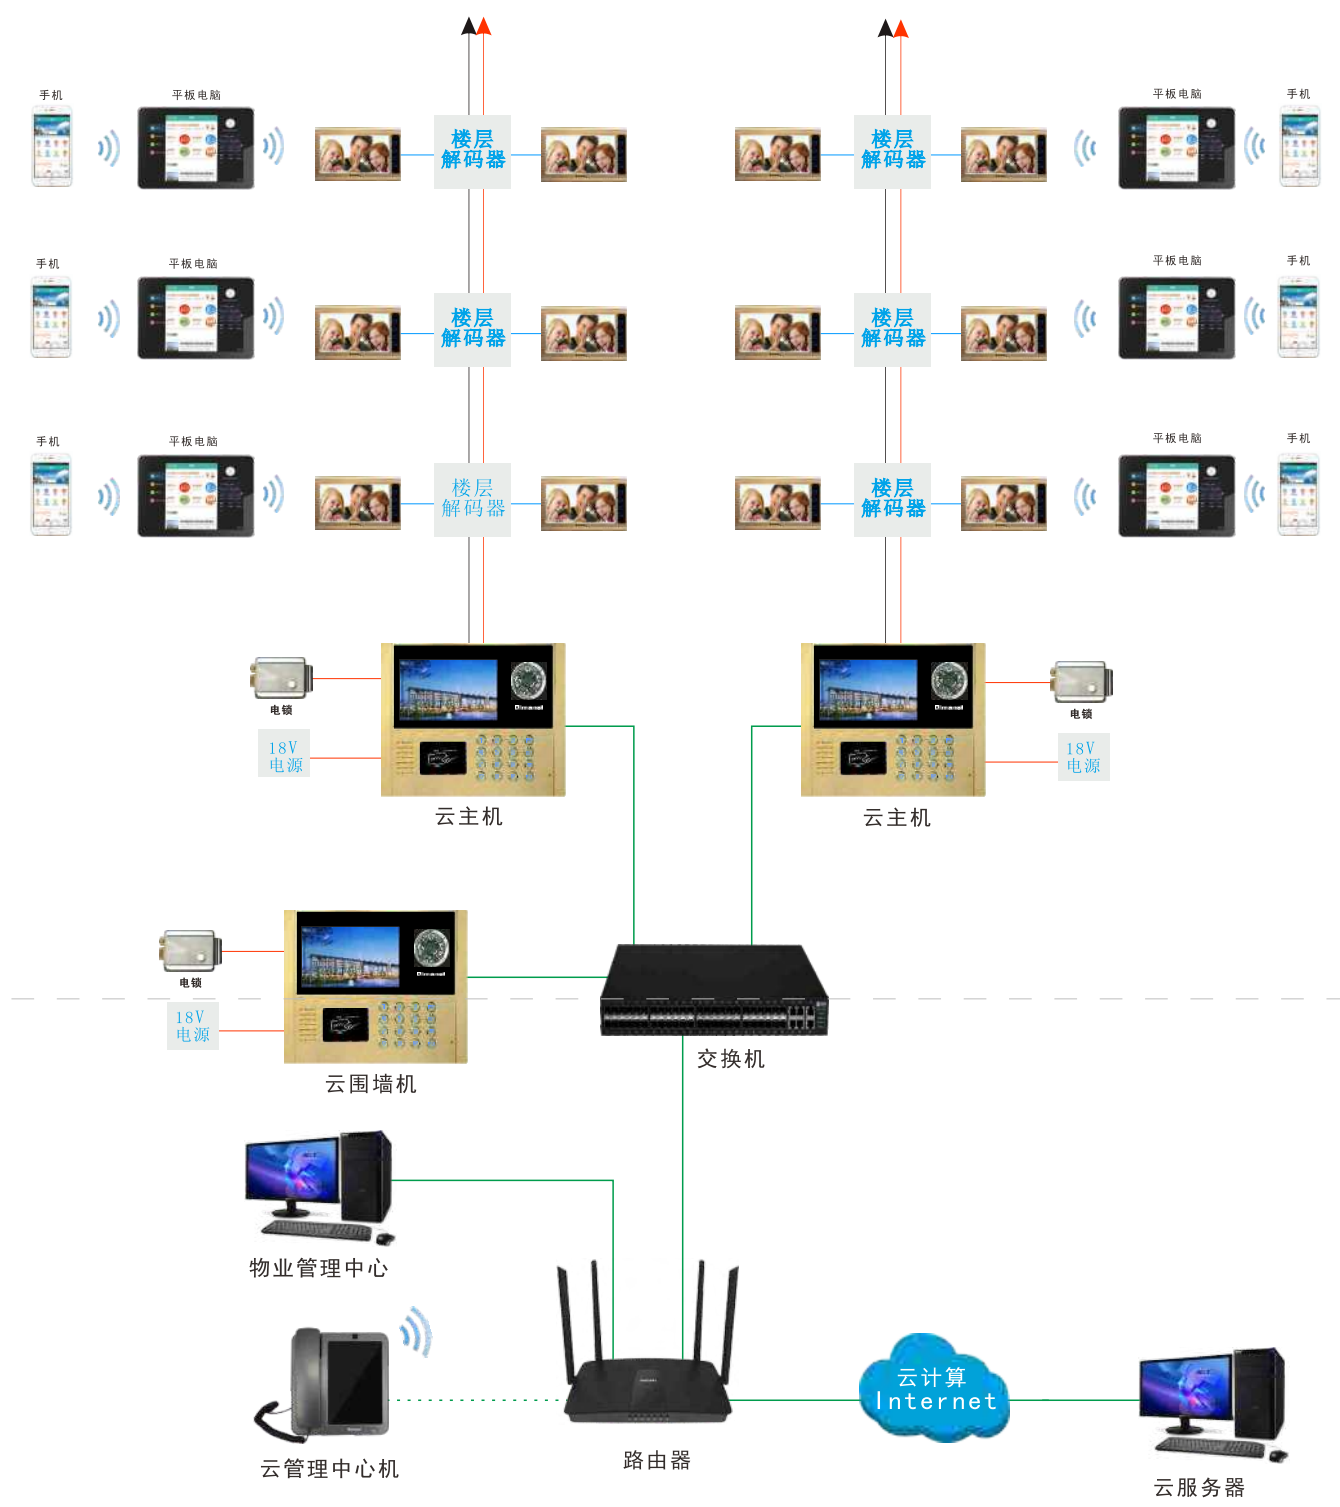 手机
平板电脑
平板电脑
手机
楼层
解码器
楼层
解码器
手机
平板电脑
平板电脑
手机
楼层
解码器
楼层
解码器
手机
平板电脑
平板电脑
手机
楼层
解码器
楼层
解码器
电锁
18V
电源
云主机
电锁
18V
电源
云主机
电锁
18V
电源
云围墙机
交换机
物业管理中心
云管理中心机
路由器
云计算
Internet
云服务器